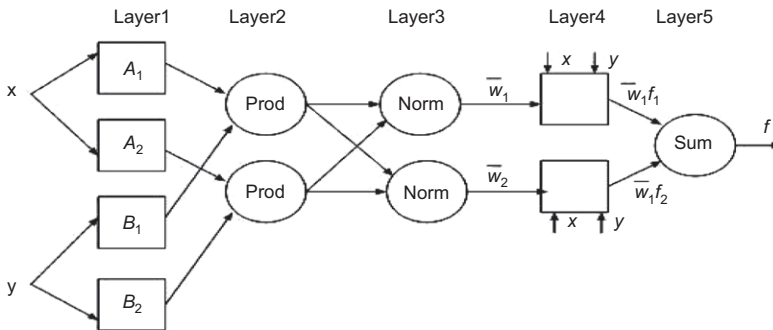 Layer1 Layer2 Layer3 Layer4 Layer5
x y
A₁
w̅₁f₁
x
Prod Norm w̅₁
f
A₂
Sum
B₁
Prod Norm w̅₂
w̅₁f₂
x y
y
B₂